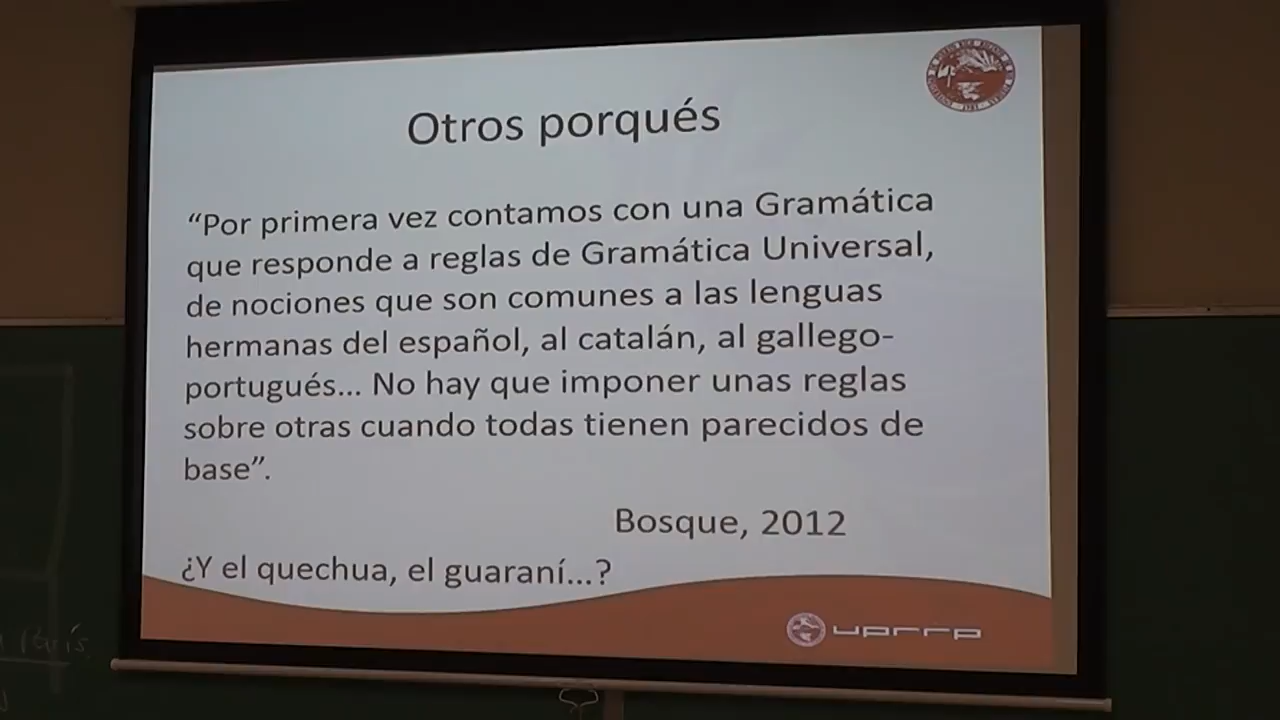 Otros porqués
“Por primera vez contamos con una Gramática
que responde a reglas de Gramática Universal,
de nociones que son comunes a las lenguas
hermanas del español, al catalán, al gallego-
portugués... No hay que imponer unas reglas
sobre otras cuando todas tienen parecidos de
base”.
Bosque, 2012
¿Y el quechua, el guaraní...?
uprrp